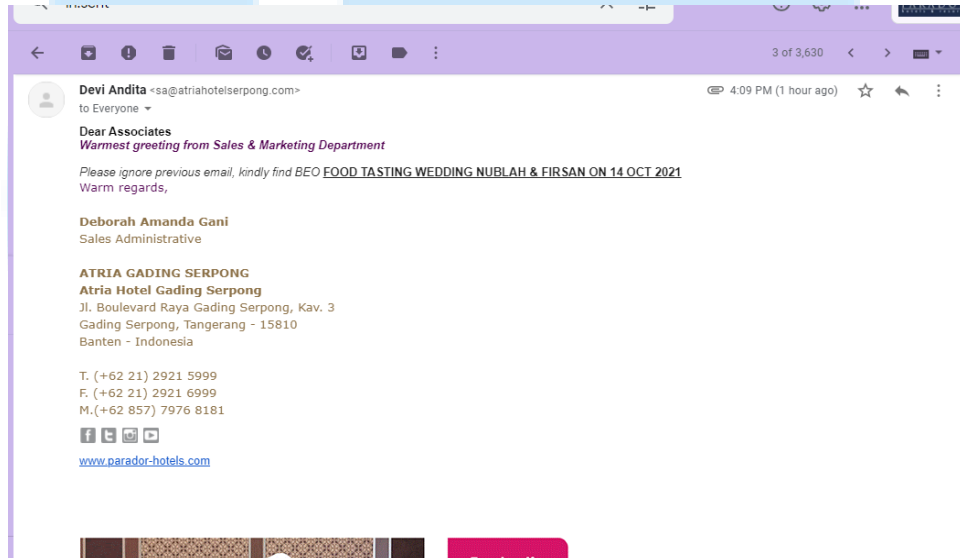 in:sent
3 of 3,630
Devi Andita <sa@atriahotelserpong.com>
4:09 PM (1 hour ago)
to Everyone
Dear Associates
Warmest greeting from Sales & Marketing Department
Please ignore previous email, kindly find BEO FOOD TASTING WEDDING NUBLAH & FIRSAN ON 14 OCT 2021
Warm regards,
Deborah Amanda Gani
Sales Administrative
ATRIA GADING SERPONG
Atria Hotel Gading Serpong
Jl. Boulevard Raya Gading Serpong, Kav. 3
Gading Serpong, Tangerang - 15810
Banten - Indonesia
T. (+62 21) 2921 5999
F. (+62 21) 2921 6999
M.(+62 857) 7976 8181
www.parador-hotels.com